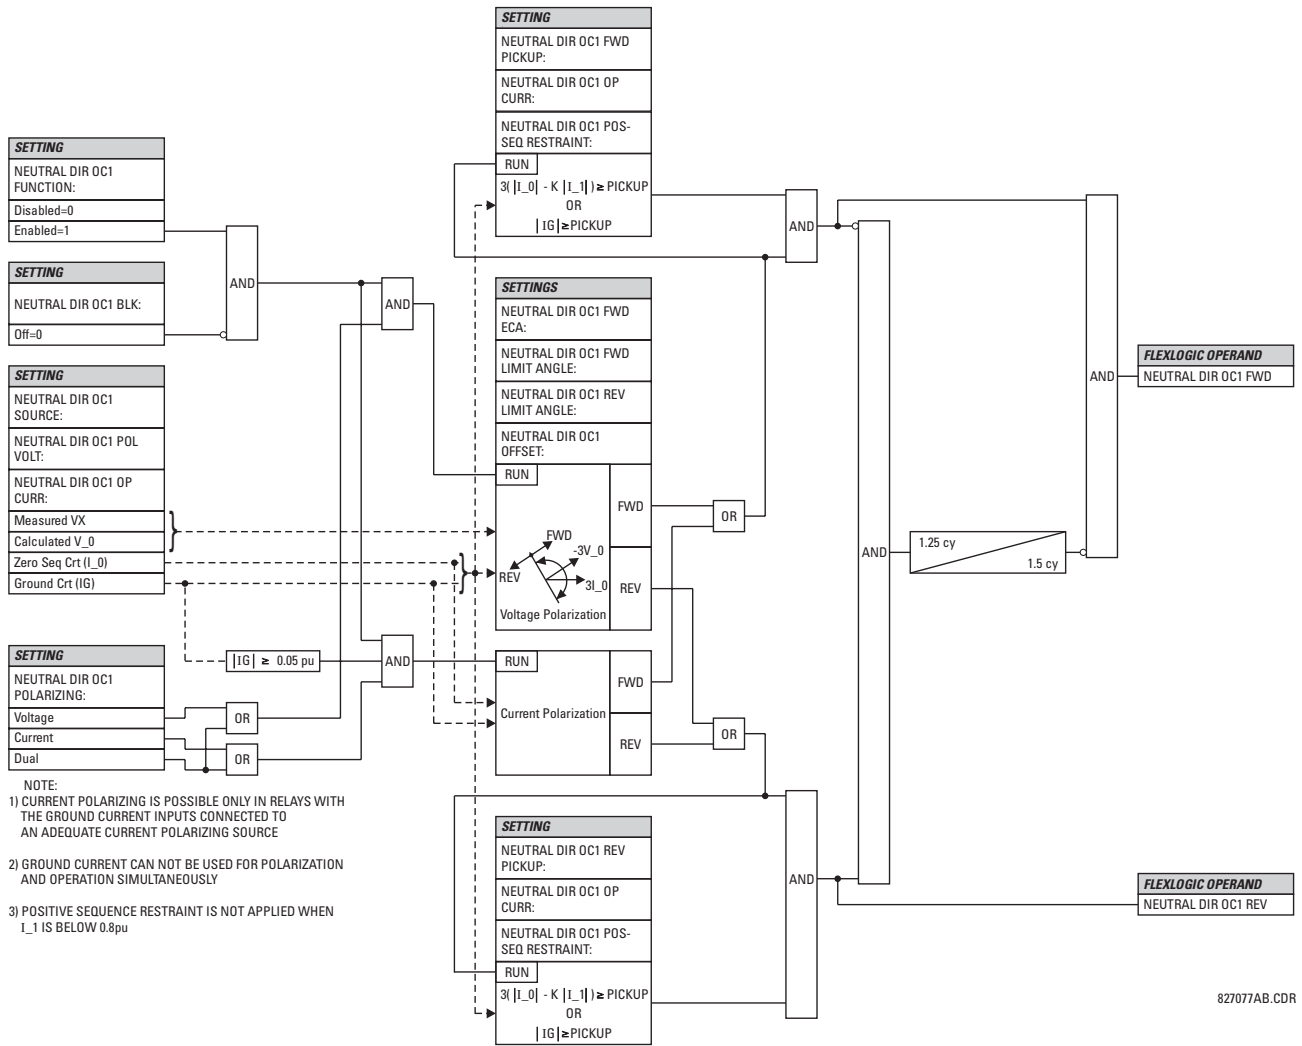 SETTING
NEUTRAL DIR OC1 FWD
PICKUP:
NEUTRAL DIR OC1 OP
CURR:
NEUTRAL DIR OC1 POS-
SEQ RESTRAINT:
RUN
3( |I_0| - K |I_1| ) ≥ PICKUP
OR
|IG| ≥ PICKUP
AND
SETTING
NEUTRAL DIR OC1
FUNCTION:
Disabled=0
Enabled=1
SETTING
NEUTRAL DIR OC1 BLK:
Off=0
AND
AND
SETTING
NEUTRAL DIR OC1
SOURCE:
NEUTRAL DIR OC1 POL
VOLT:
NEUTRAL DIR OC1 OP
CURR:
Measured VX
Calculated V_0
Zero Seq Crt (I_0)
Ground Crt (IG)
SETTING
NEUTRAL DIR OC1
POLARIZING:
Voltage
Current
Dual
|IG| ≥ 0.05 pu
OR
OR
AND
SETTINGS
NEUTRAL DIR OC1 FWD
ECA:
NEUTRAL DIR OC1 FWD
LIMIT ANGLE:
NEUTRAL DIR OC1 REV
LIMIT ANGLE:
NEUTRAL DIR OC1
OFFSET:
RUN
FWD
REV
FWD
-3V_0
REV
3I_0
Voltage Polarization
RUN
FWD
Current Polarization
REV
OR
OR
SETTING
NEUTRAL DIR OC1 REV
PICKUP:
NEUTRAL DIR OC1 OP
CURR:
NEUTRAL DIR OC1 POS-
SEQ RESTRAINT:
RUN
3( |I_0| - K |I_1| ) ≥ PICKUP
OR
|IG| ≥ PICKUP
AND
AND
1.25 cy
1.5 cy
AND
FLEXLOGIC OPERAND
NEUTRAL DIR OC1 FWD
FLEXLOGIC OPERAND
NEUTRAL DIR OC1 REV
NOTE:
1) CURRENT POLARIZING IS POSSIBLE ONLY IN RELAYS WITH
THE GROUND CURRENT INPUTS CONNECTED TO
AN ADEQUATE CURRENT POLARIZING SOURCE
2) GROUND CURRENT CAN NOT BE USED FOR POLARIZATION
AND OPERATION SIMULTANEOUSLY
3) POSITIVE SEQUENCE RESTRAINT IS NOT APPLIED WHEN
I_1 IS BELOW 0.8pu
827077AB.CDR